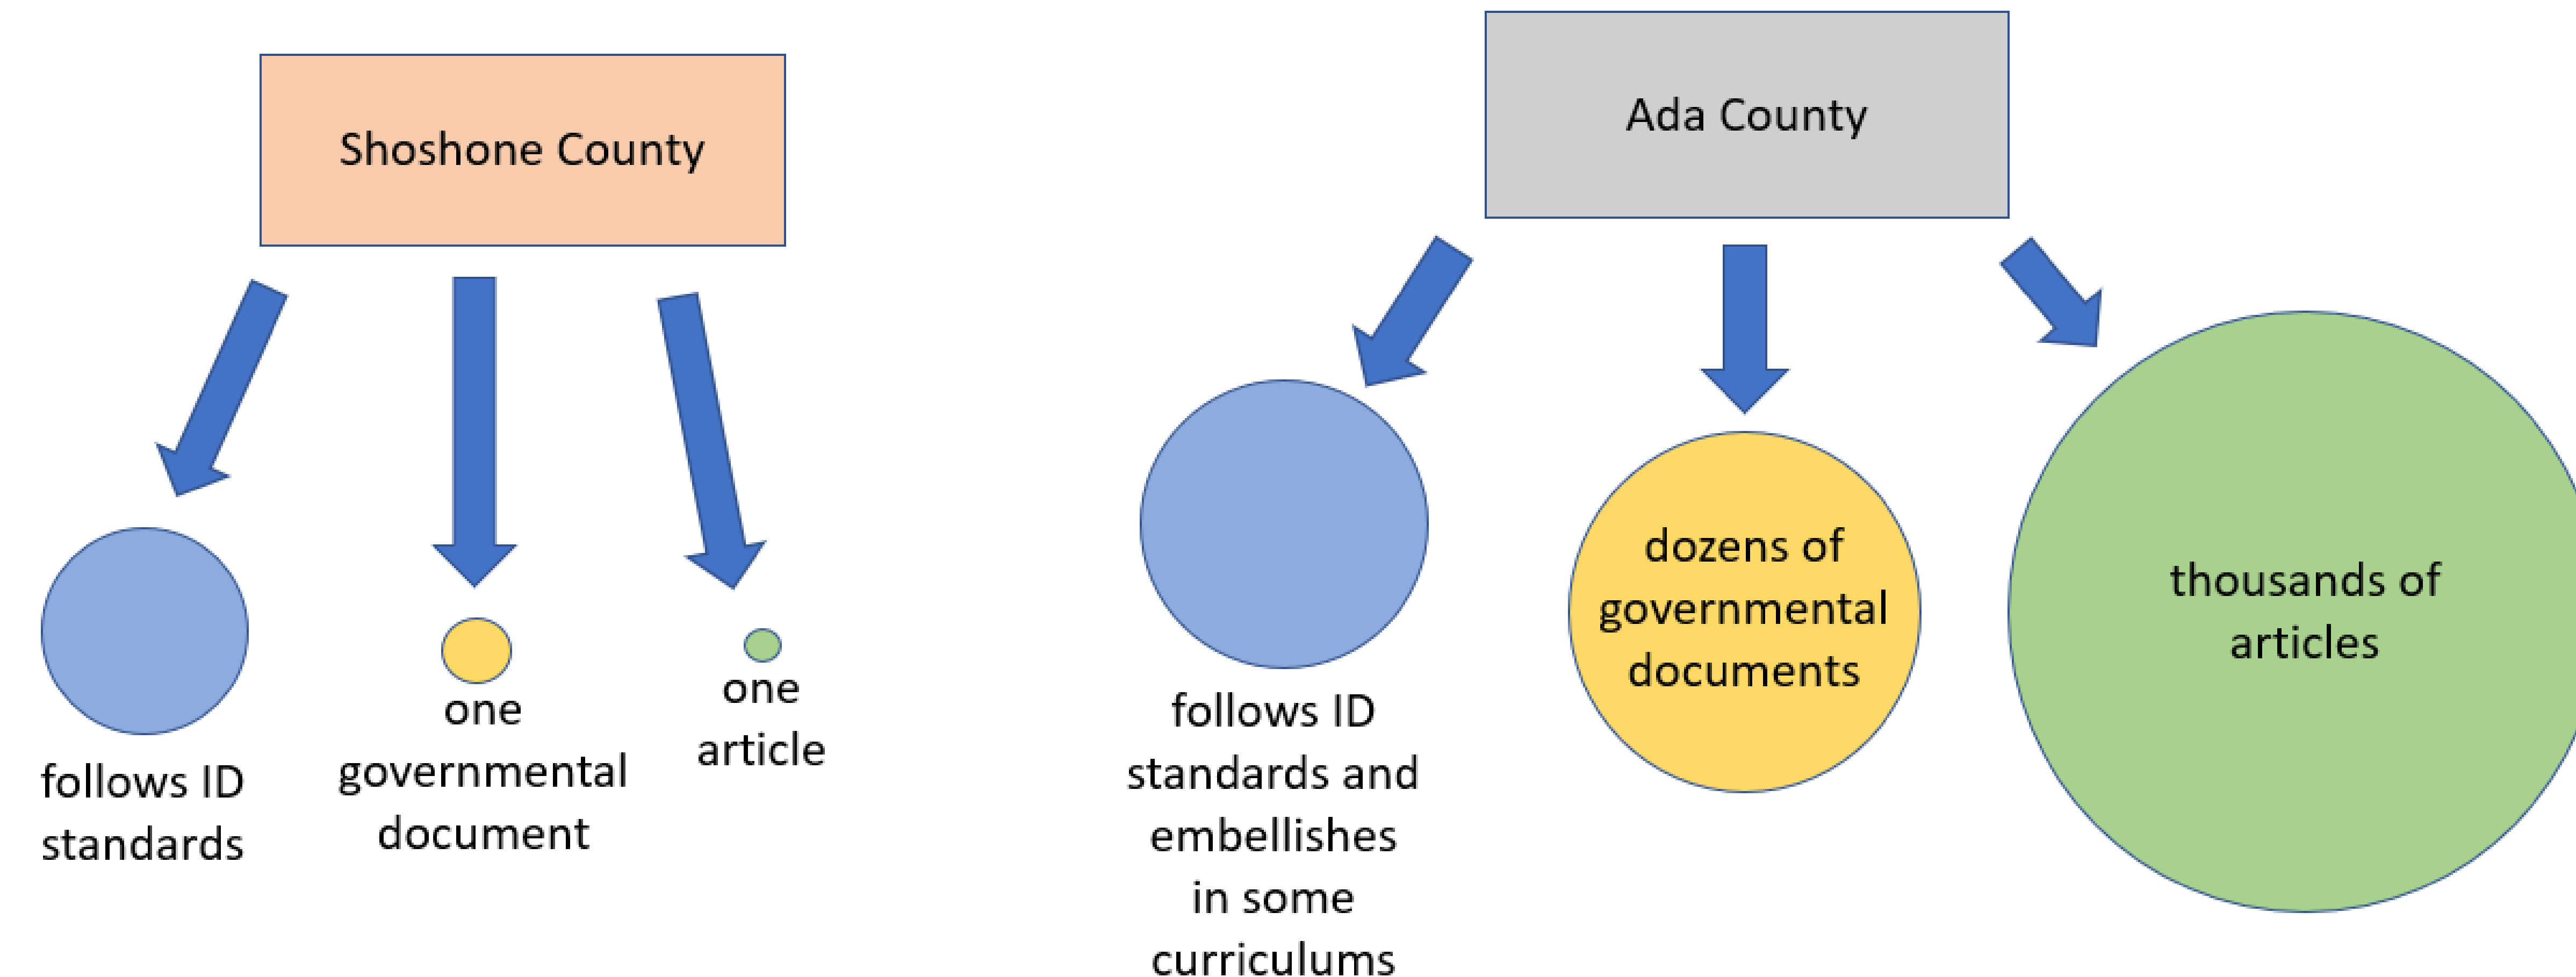 Shoshone County
follows ID
standards
one
governmental
document
one
article
Ada County
follows ID
standards and
embellishes
in some
curriculums
dozens of
governmental
documents
thousands of
articles